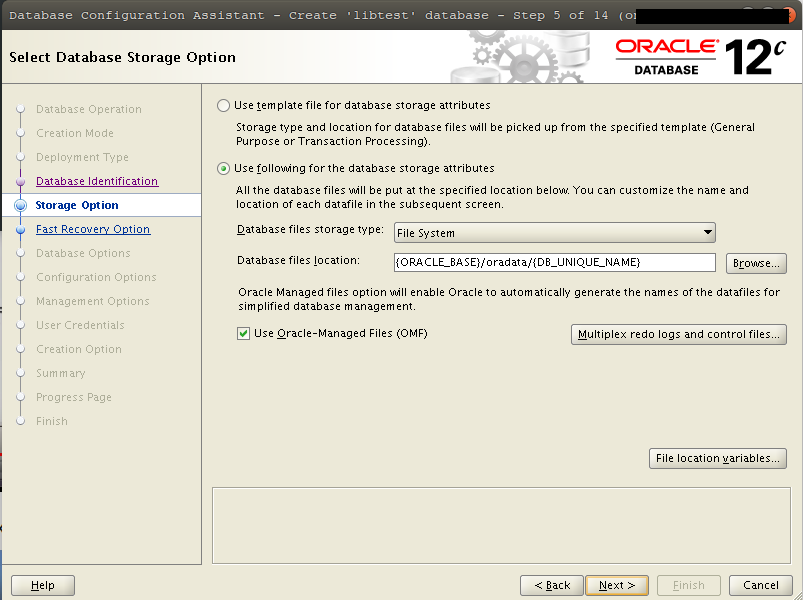 Database Configuration Assistant - Create 'libtest' database - Step 5 of 14 (or
Select Database Storage Option
ORACLE®
DATABASE
12c
Database Operation
Creation Mode
Deployment Type
Database Identification
Storage Option
Fast Recovery Option
Database Options
Configuration Options
Management Options
User Credentials
Creation Option
Summary
Progress Page
Finish
Use template file for database storage attributes
Storage type and location for database files will be picked up from the specified template (General
Purpose or Transaction Processing).
Use following for the database storage attributes
All the database files will be put at the specified location below. You can customize the name and
location of each datafile in the subsequent screen.
Database files storage type: File System
Database files location: {ORACLE_BASE}/oradata/{DB_UNIQUE_NAME} Browse...
Oracle Managed files option will enable Oracle to automatically generate the names of the datafiles for
simplified database management.
Use Oracle-Managed Files (OMF) Multiplex redo logs and control files...
File location variables...
Help < Back Next > Finish Cancel